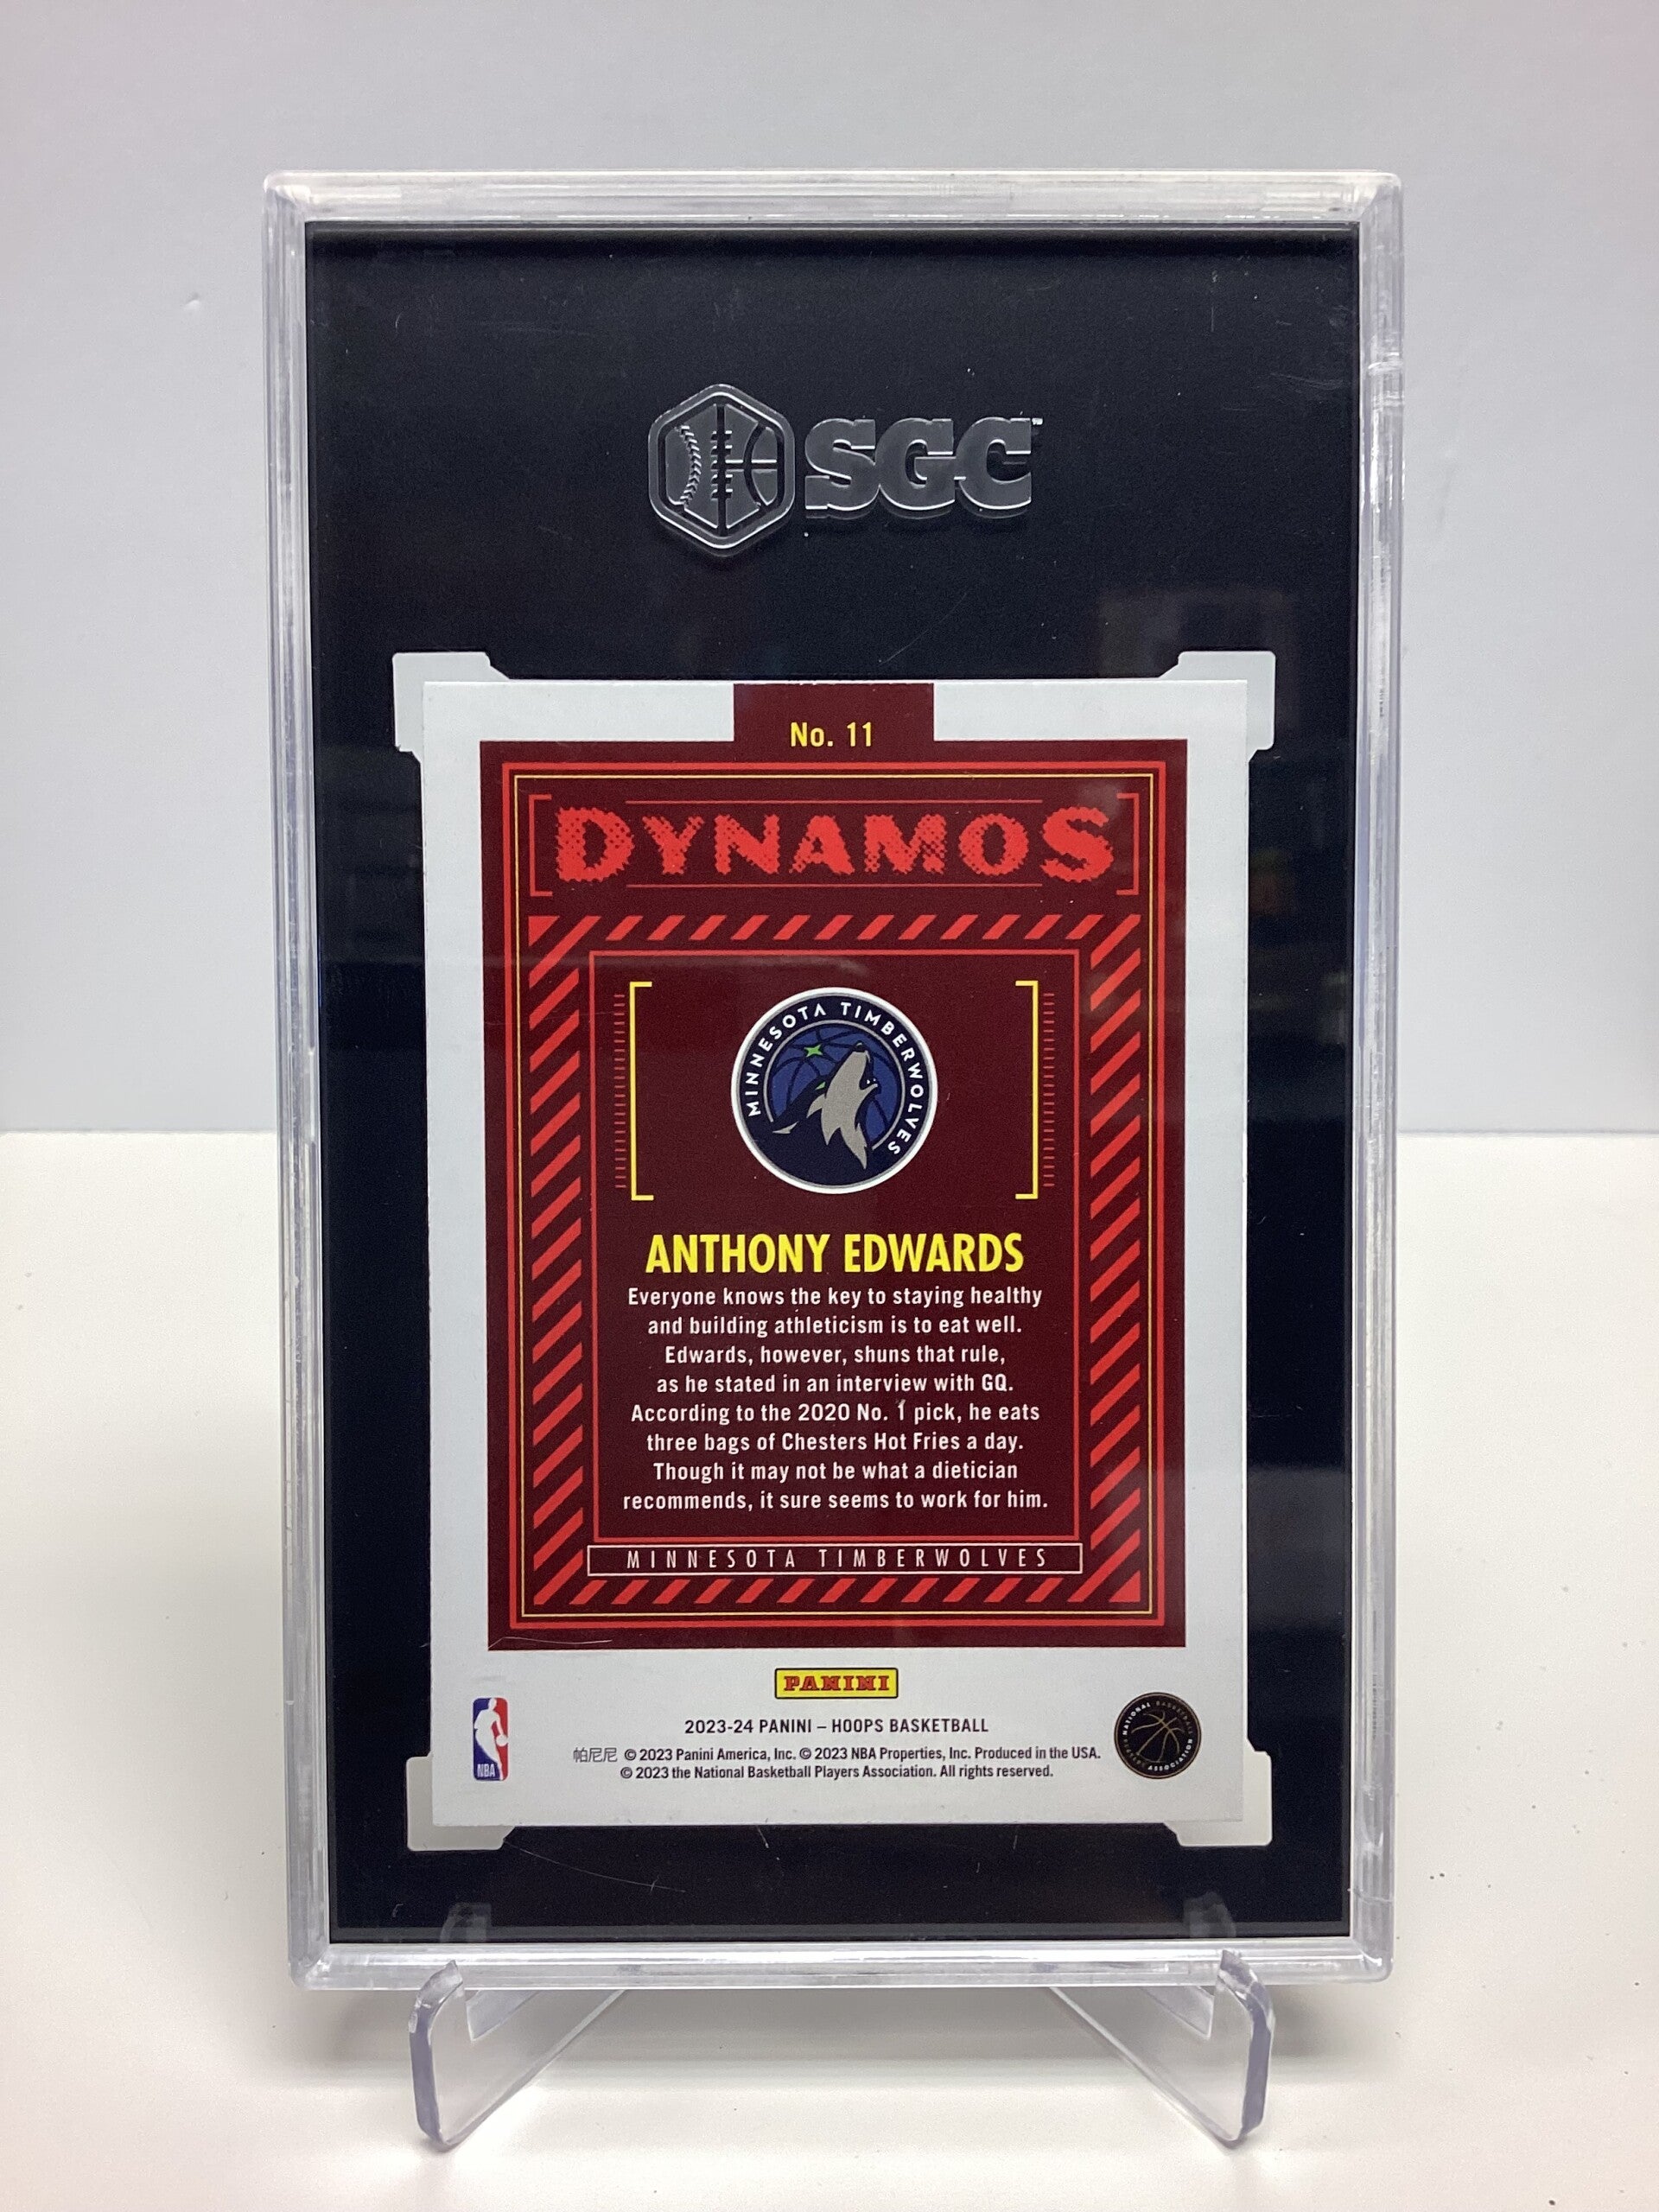 SGC™
No. 11
DYNAMOS
MINNESOTA TIMBERWOLVES
ANTHONY EDWARDS
Everyone knows the key to staying healthy
and building athleticism is to eat well.
Edwards, however, shuns that rule,
as he stated in an interview with GQ.
According to the 2020 No. 1 pick, he eats
three bags of Chesters Hot Fries a day.
Though it may not be what a dietician
recommends, it sure seems to work for him.
MINNESOTA TIMBERWOLVES
PANINI
NBA
2023-24 PANINI – HOOPS BASKETBALL
帕尼尼 © 2023 Panini America, Inc. © 2023 NBA Properties, Inc. Produced in the USA.
© 2023 the National Basketball Players Association. All rights reserved.
NATIONAL BASKETBALL PLAYERS ASSOCIATION